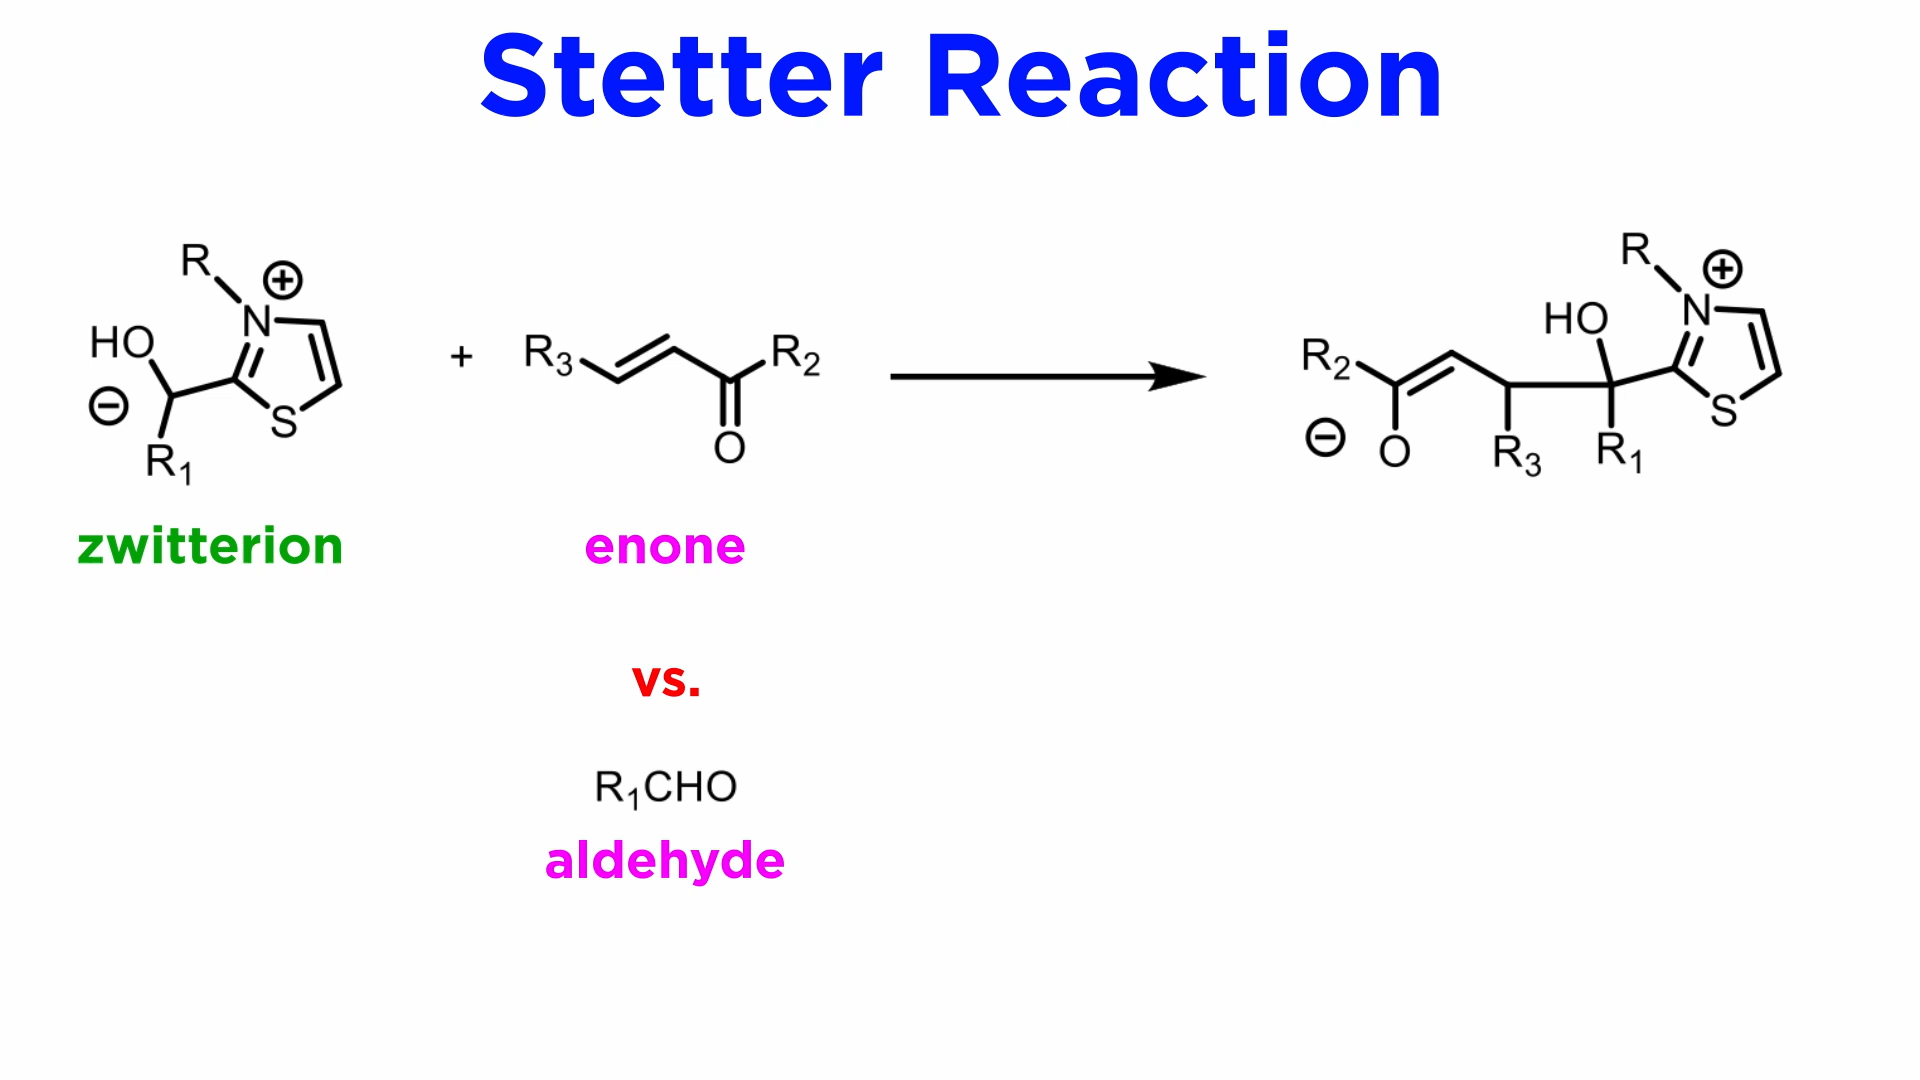 Stetter Reaction
R
⊕
N
HO
⊖
S
R₁
+
R₃
R₂
O
R
⊕
N
HO
R₂
S
⊖
O
R₃
R₁
zwitterion
enone
vs.
R₁CHO
aldehyde